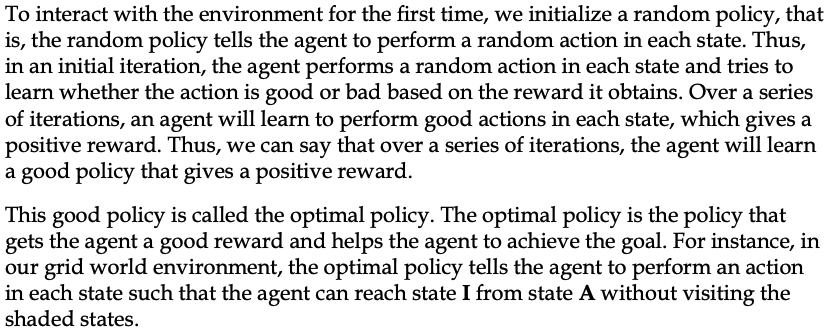 To interact with the environment for the first time, we initialize a random policy, that
is, the random policy tells the agent to perform a random action in each state. Thus,
in an initial iteration, the agent performs a random action in each state and tries to
learn whether the action is good or bad based on the reward it obtains. Over a series
of iterations, an agent will learn to perform good actions in each state, which gives a
positive reward. Thus, we can say that over a series of iterations, the agent will learn
a good policy that gives a positive reward.
This good policy is called the optimal policy. The optimal policy is the policy that
gets the agent a good reward and helps the agent to achieve the goal. For instance, in
our grid world environment, the optimal policy tells the agent to perform an action
in each state such that the agent can reach state I from state A without visiting the
shaded states.